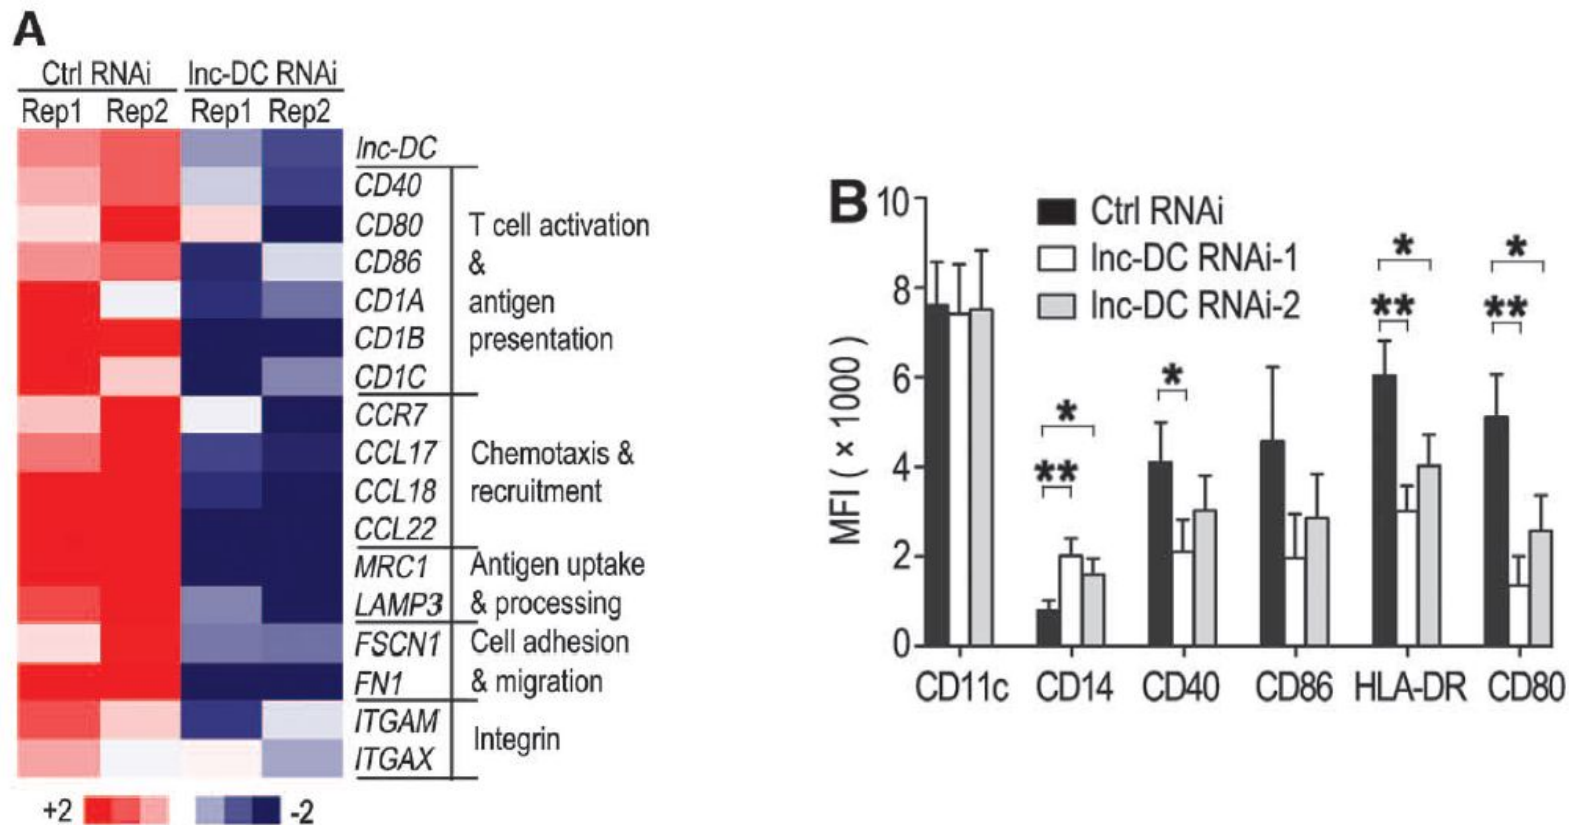 A
Ctrl RNAi lnc-DC RNAi
Rep1 Rep2 Rep1 Rep2
lnc-DC
CD40
CD80 T cell activation
CD86 &
CD1A antigen
CD1B presentation
CD1C
CCR7
CCL17 Chemotaxis &
CCL18 recruitment
CCL22
MRC1 Antigen uptake
LAMP3 & processing
FSCN1 Cell adhesion
FN1 & migration
ITGAM
Integrin
ITGAX
+2 -2
B
MFI ( × 1000 )
10
8
6
4
2
0
Ctrl RNAi
lnc-DC RNAi-1
lnc-DC RNAi-2
* *
** **
*
*
**
CD11c CD14 CD40 CD86 HLA-DR CD80